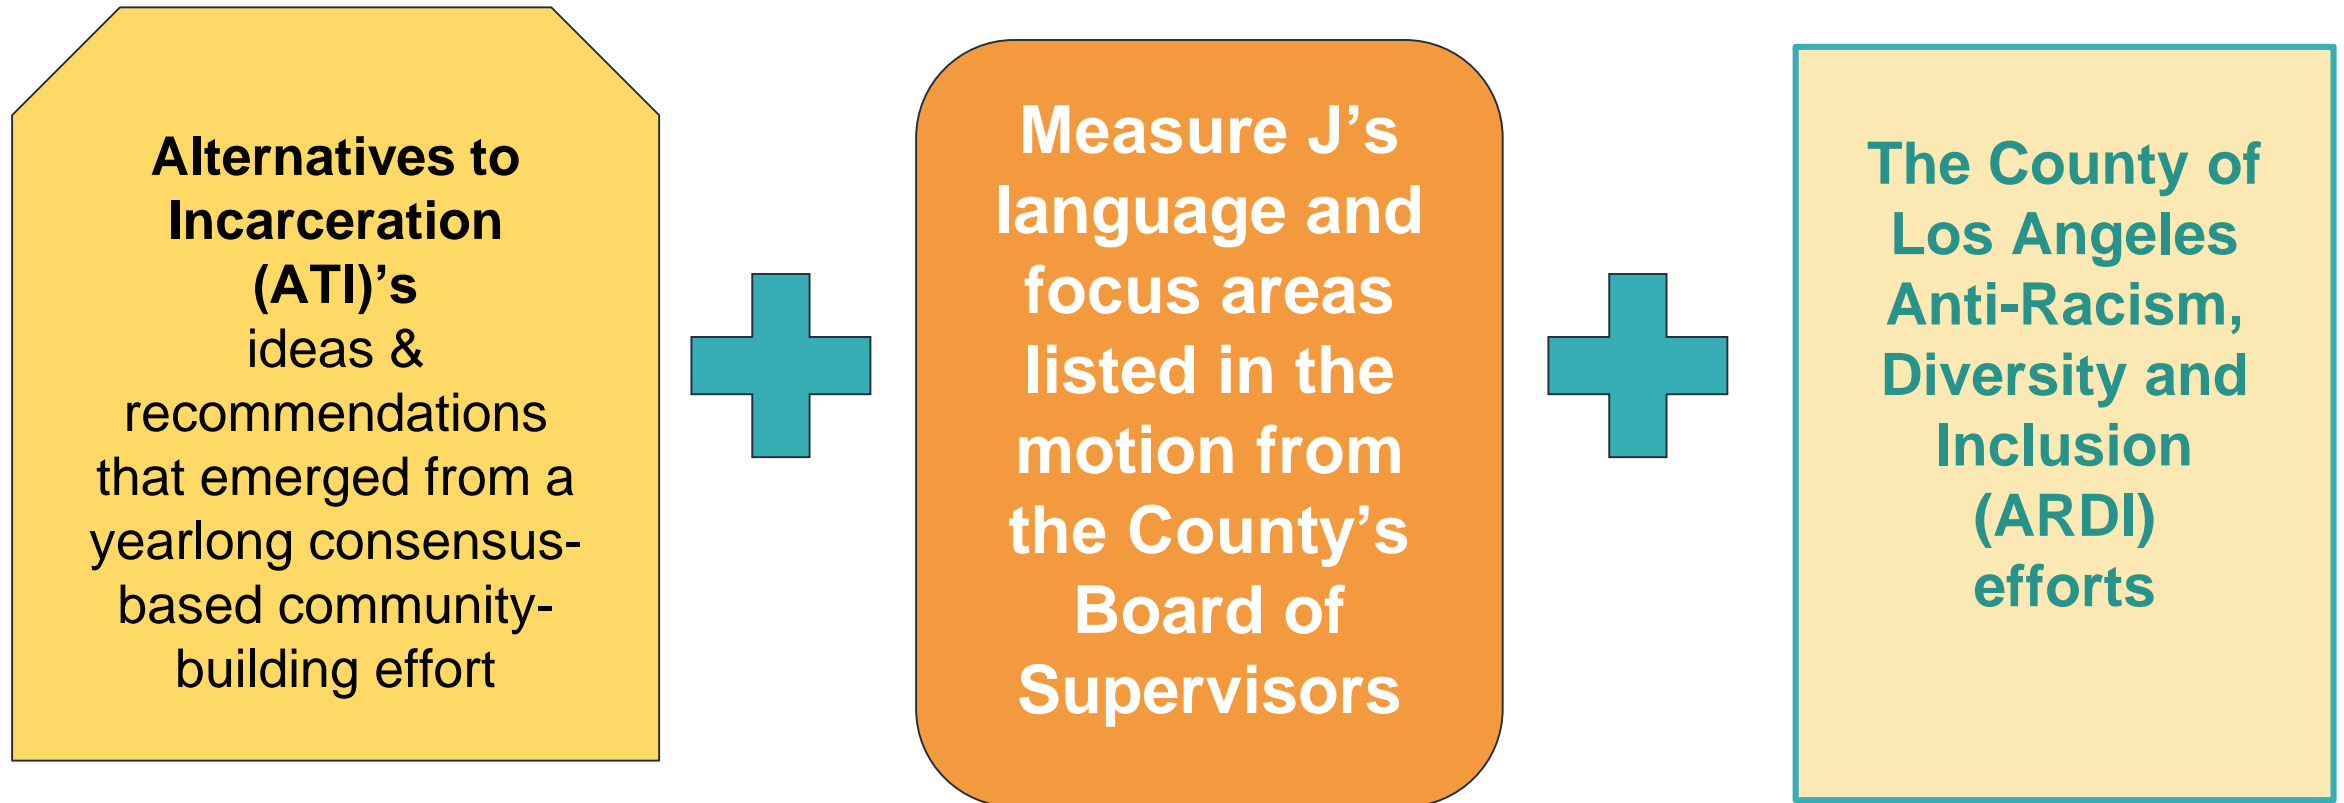 Alternatives to
Incarceration
(ATI)’s
ideas &
recommendations
that emerged from a
yearlong consensus-
based community-
building effort
Measure J’s
language and
focus areas
listed in the
motion from
the County’s
Board of
Supervisors
The County of
Los Angeles
Anti-Racism,
Diversity and
Inclusion
(ARDI)
efforts